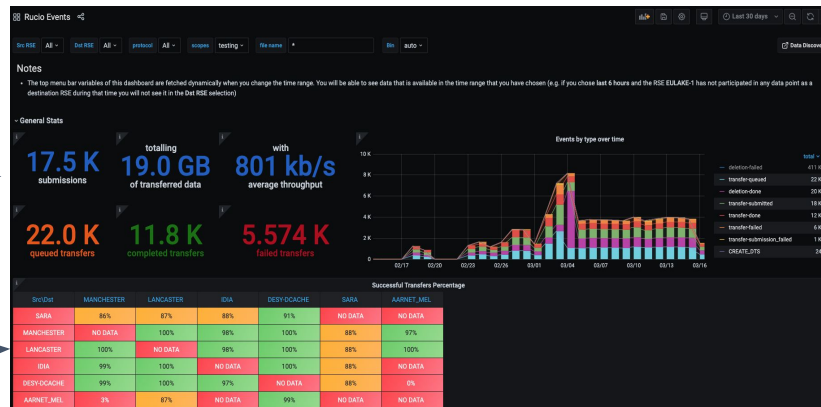 Rucio Events
Last 30 days
Src RSE All Dst RSE All protocol All scopes testing file name * Bin auto
Data Discove
Notes
The top menu bar variables of this dashboard are fetched dynamically when you change the time range. You will be able to see data that is available in the time range that you have chosen (e.g. if you chose last 6 hours and the RSE EULAKE-1 has not participated in any data point as a
destination RSE during that time you will not see it in the Dst RSE selection)
General Stats
17.5 K
submissions
totalling
19.0 GB
of transferred data
with
801 kb/s
average throughput
22.0 K
queued transfers
11.8 K
completed transfers
5.574 K
failed transfers
Events by type over time
10 K
8 K
6 K
4 K
2 K
0
02/17 02/20 02/23 02/26 03/01 03/04 03/07 03/10 03/13 03/16
total
deletion-failed 411 K
transfer-queued 22 K
deletion-done 20 K
transfer-submitted 18 K
transfer-done 12 K
transfer-failed 6 K
transfer-submission_failed 1 K
CREATE_DTS 24
Successful Transfers Percentage
Src\Dst MANCHESTER LANCASTER IDIA DESY-DCACHE SARA AARNET_MEL
SARA 86% 87% 88% 91% NO DATA NO DATA
MANCHESTER NO DATA 100% 98% 100% 88% 97%
LANCASTER 100% NO DATA 98% 100% 88% 100%
IDIA 99% 100% NO DATA 100% 88% NO DATA
DESY-DCACHE 99% 100% 97% NO DATA 88% 0%
AARNET_MEL 3% 87% NO DATA 99% NO DATA NO DATA